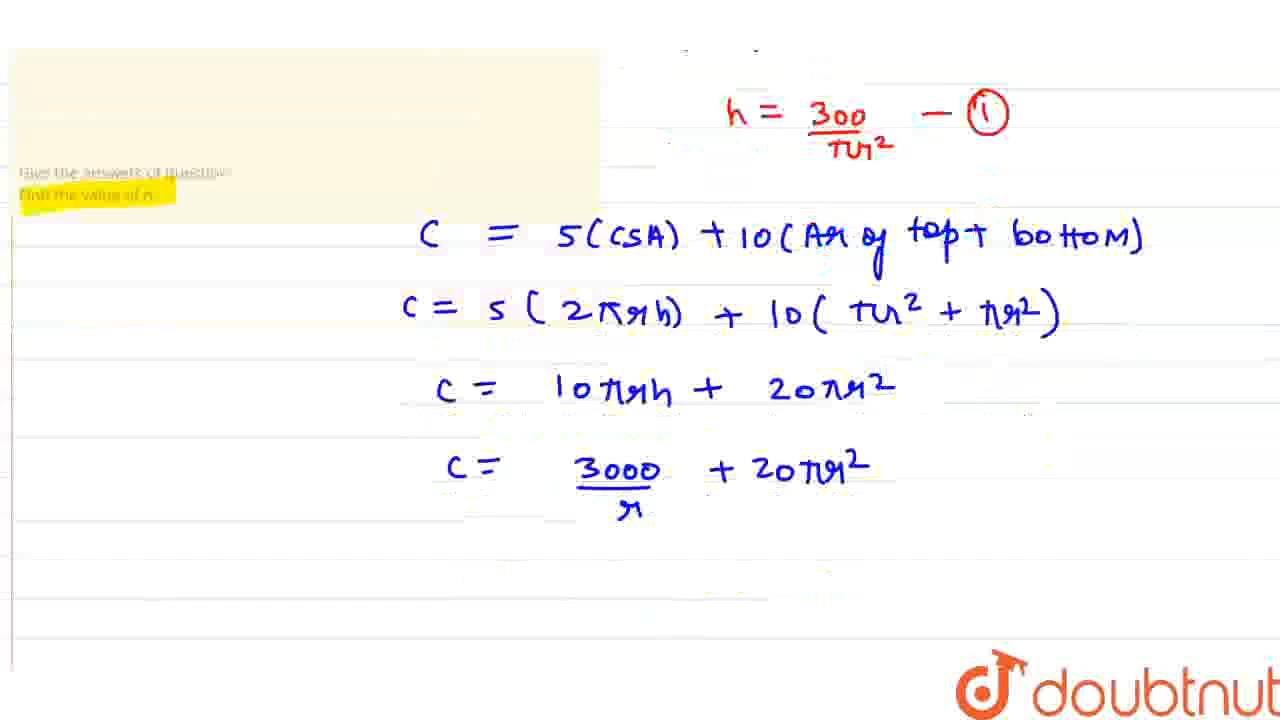 h = 300/πr² — ①
Give the answers of question
Find the value of
C = 5(CSA) + 10(Ar of top + bottom)
C = 5(2πrh) + 10(πr² + πr²)
C = 10πrh + 20πr²
C = 3000/r + 20πr²
doubtnut